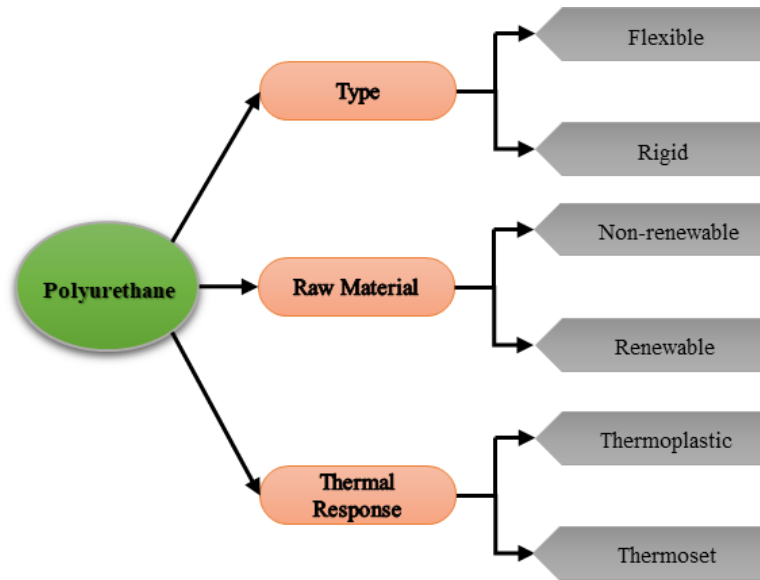 Polyurethane
Type
Flexible
Rigid
Raw Material
Non-renewable
Renewable
Thermal
Response
Thermoplastic
Thermoset